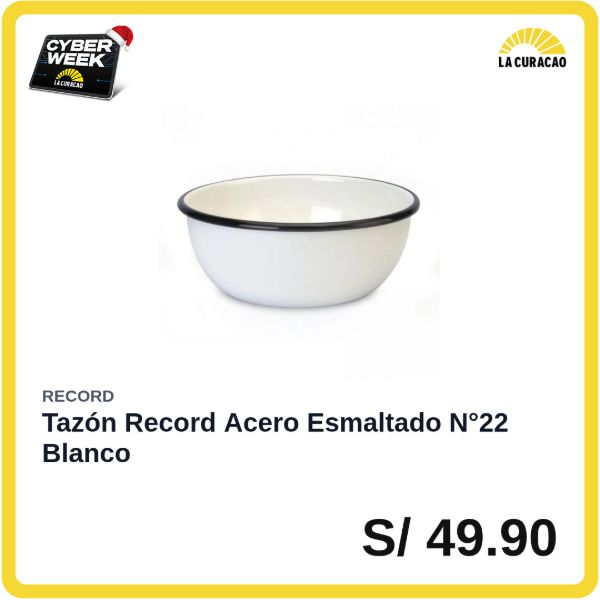 CYBER
WEEK
LA CURACAO
LA CURACAO
RECORD
Tazón Record Acero Esmaltado N°22
Blanco
S/ 49.90